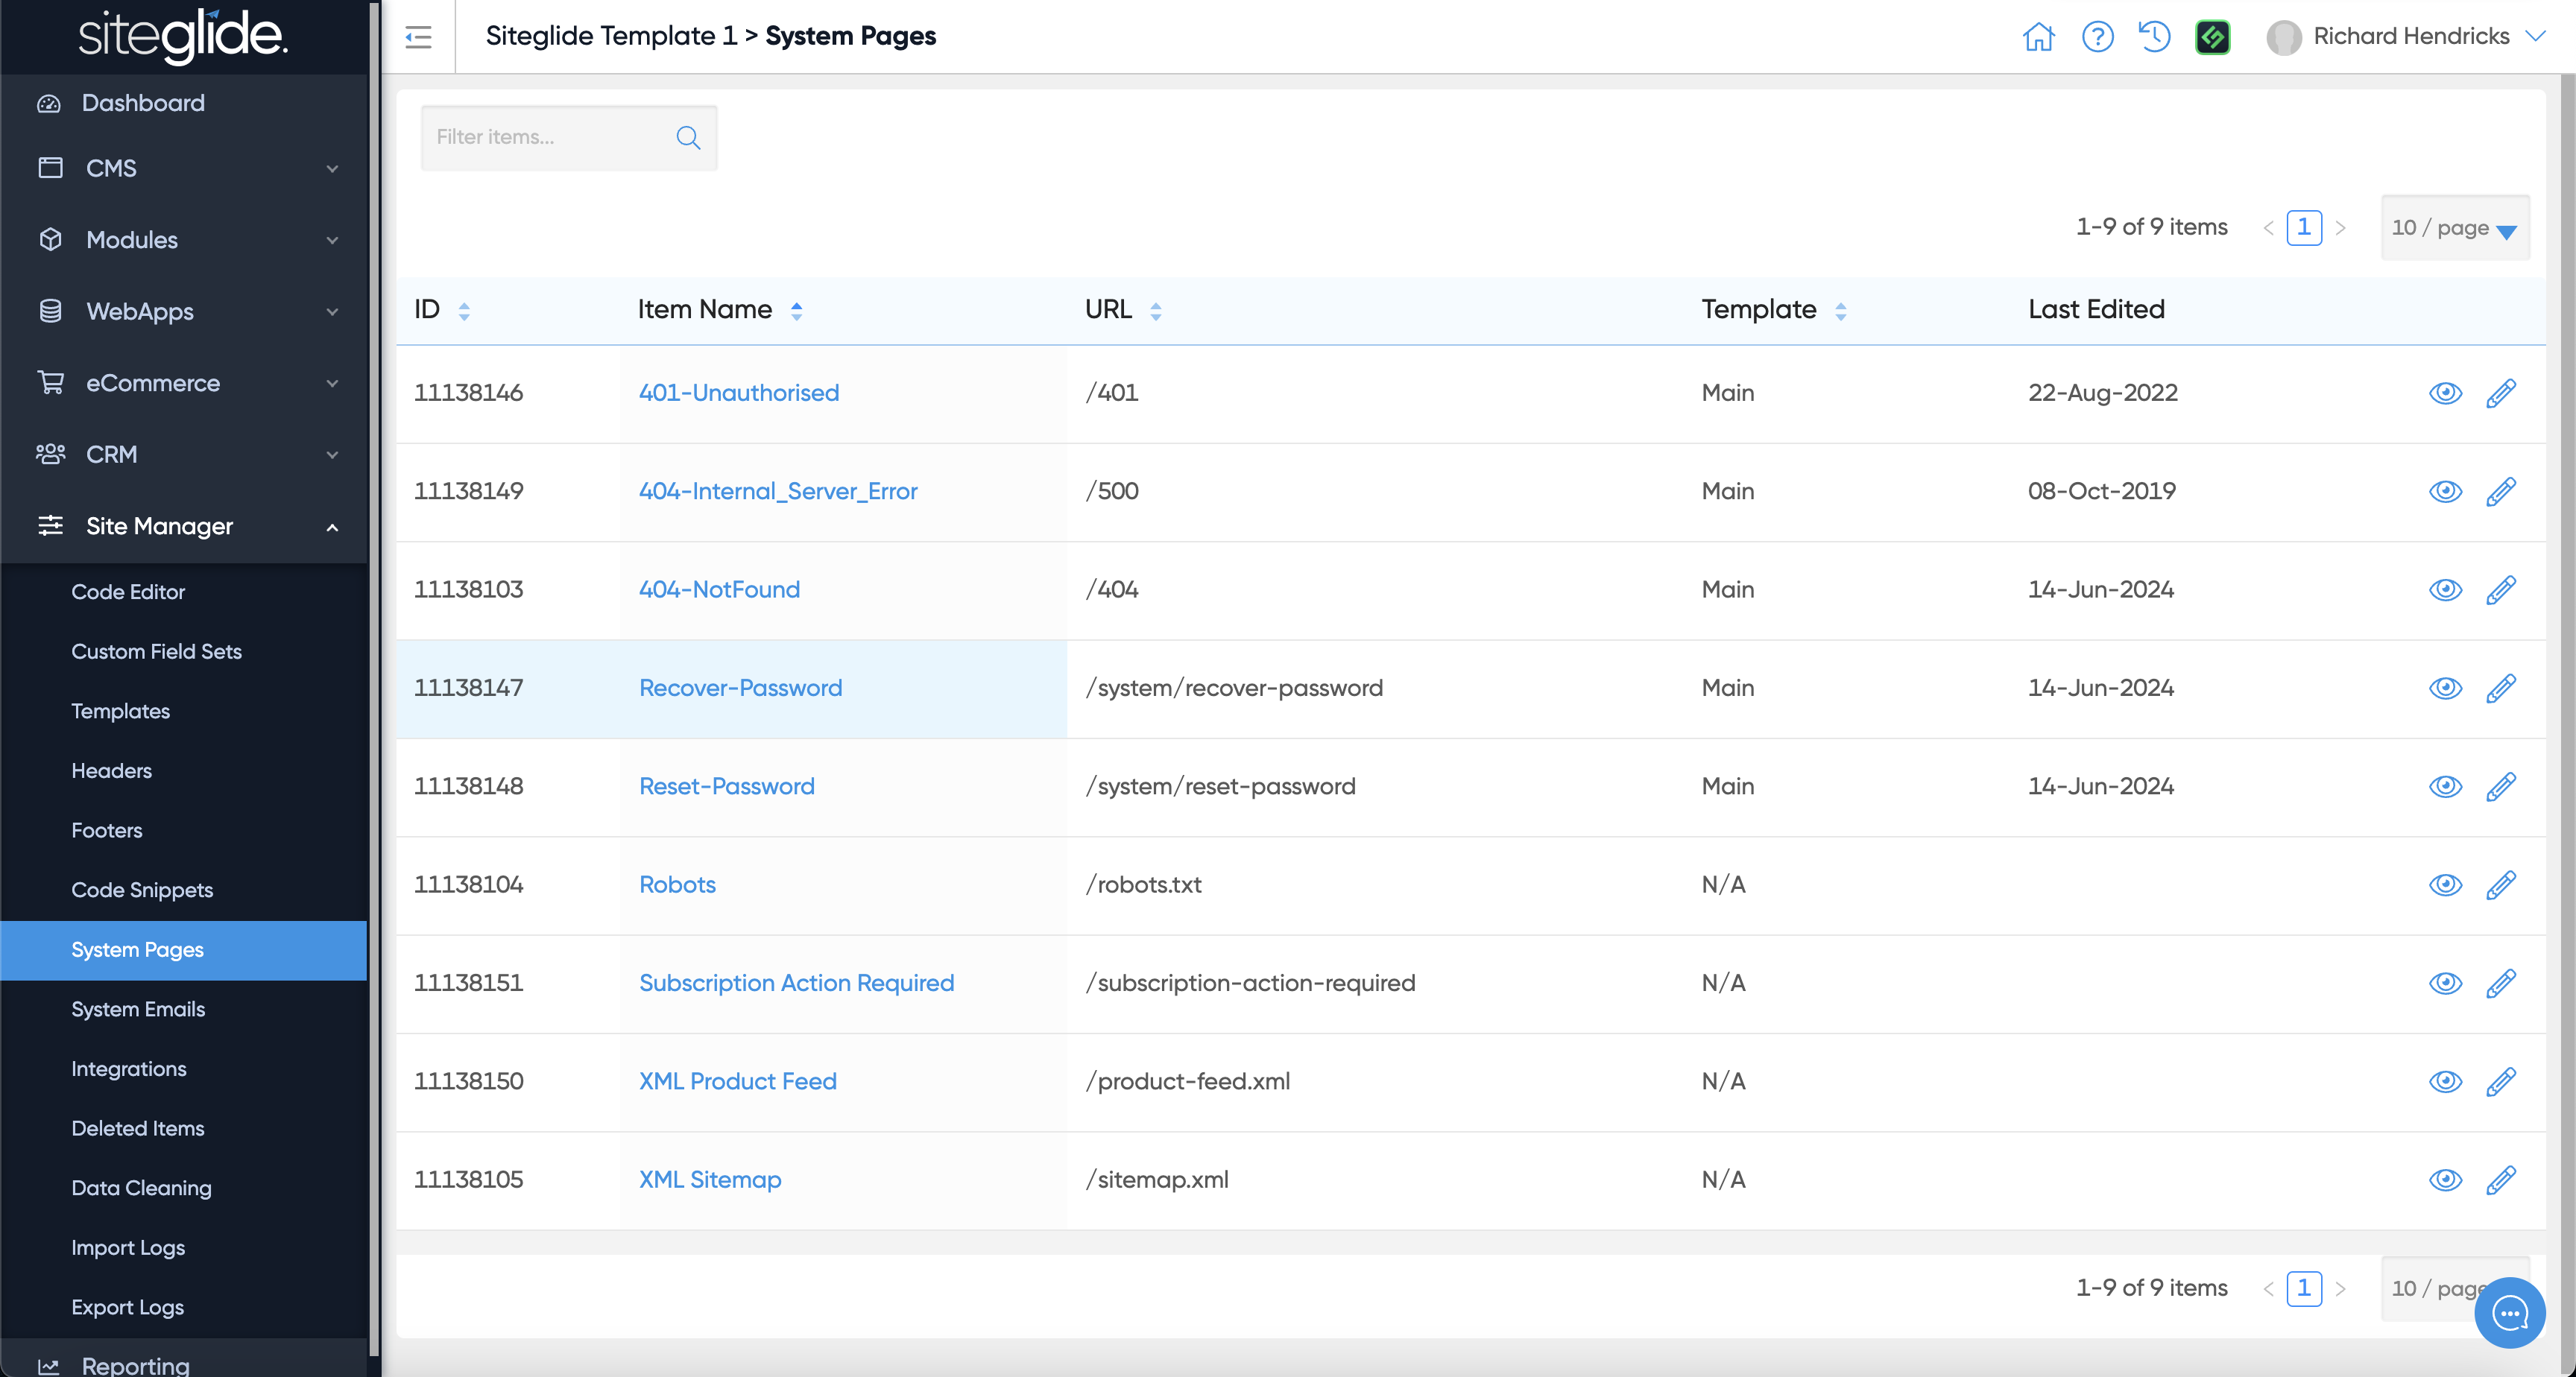 siteglide.
Siteglide Template 1 > System Pages
Richard Hendricks
Dashboard
CMS
Modules
WebApps
eCommerce
CRM
Site Manager
Code Editor
Custom Field Sets
Templates
Headers
Footers
Code Snippets
System Pages
System Emails
Integrations
Deleted Items
Data Cleaning
Import Logs
Export Logs
Reporting
Filter items...
1-9 of 9 items < 1 > 10 / page
ID Item Name URL Template Last Edited
11138146 401-Unauthorised /401 Main 22-Aug-2022
11138149 404-Internal_Server_Error /500 Main 08-Oct-2019
11138103 404-NotFound /404 Main 14-Jun-2024
11138147 Recover-Password /system/recover-password Main 14-Jun-2024
11138148 Reset-Password /system/reset-password Main 14-Jun-2024
11138104 Robots /robots.txt N/A
11138151 Subscription Action Required /subscription-action-required N/A
11138150 XML Product Feed /product-feed.xml N/A
11138105 XML Sitemap /sitemap.xml N/A
1-9 of 9 items < 1 > 10 / page